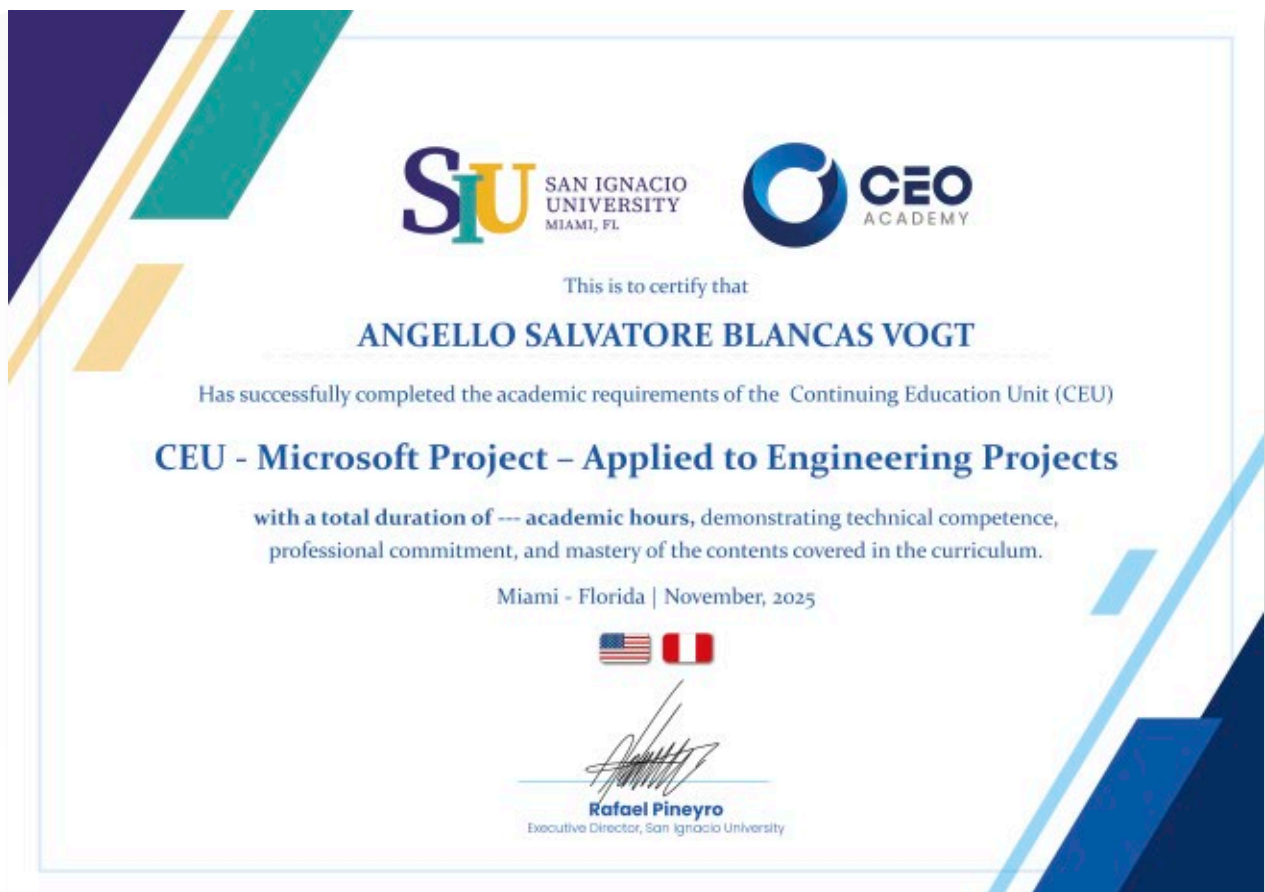 SIU
SAN IGNACIO
UNIVERSITY
MIAMI, FL
CEO
ACADEMY
This is to certify that
ANGELLO SALVATORE BLANCAS VOGT
Has successfully completed the academic requirements of the Continuing Education Unit (CEU)
CEU - Microsoft Project – Applied to Engineering Projects
with a total duration of --- academic hours, demonstrating technical competence,
professional commitment, and mastery of the contents covered in the curriculum.
Miami - Florida | November, 2025
Rafael Pineyro
Executive Director, San Ignacio University